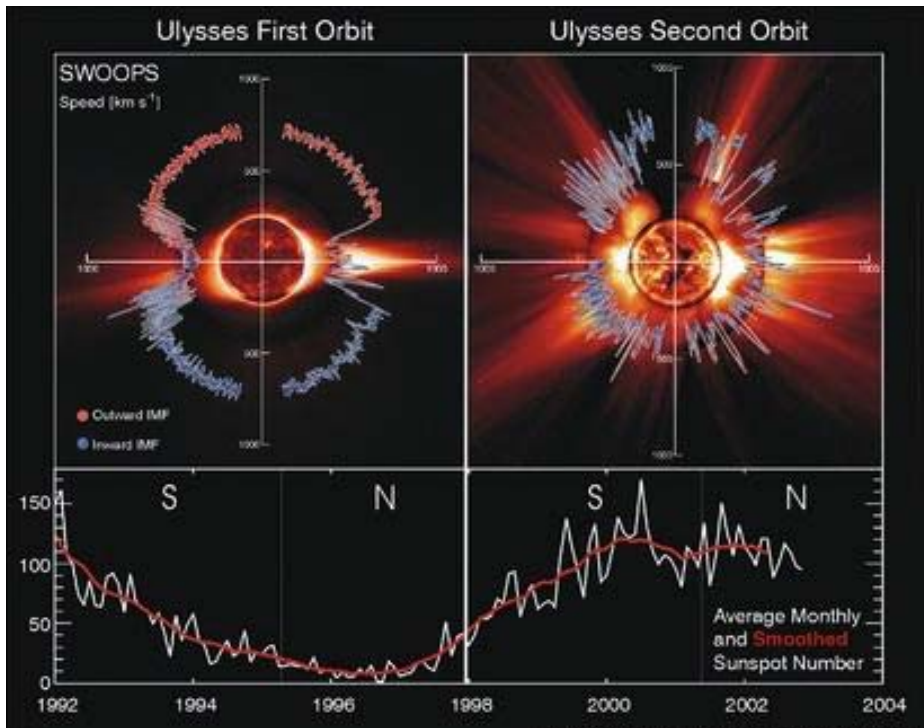 Ulysses First Orbit
Ulysses Second Orbit
SWOOPS
Speed [km s⁻¹]
1000
500
1000
1000
500
1000
Outward IMF
Inward IMF
1000
500
1000
1000
500
1000
150
100
50
0
S
N
S
N
Average Monthly
and Smoothed
Sunspot Number
1992
1994
1996
1998
2000
2002
2004